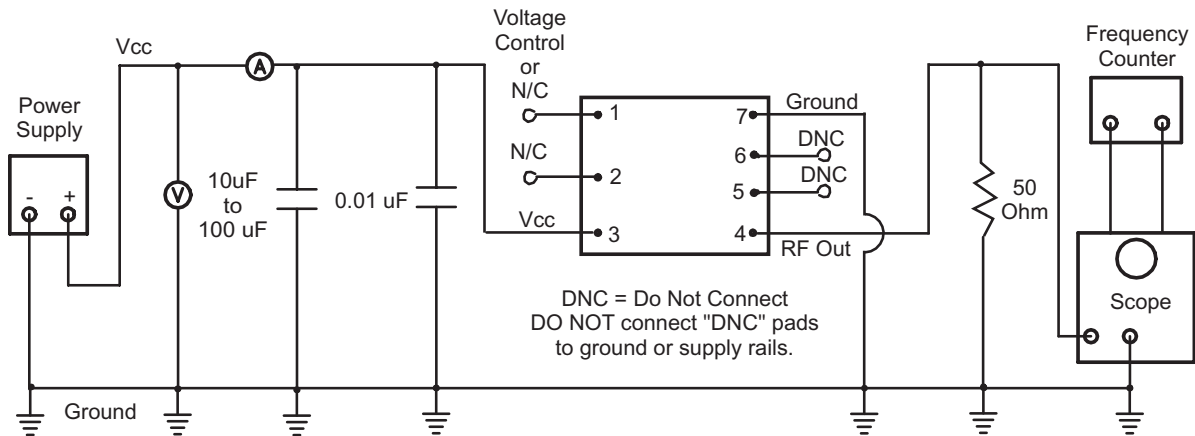 Power
Supply
-
+
Vcc
V
A
10uF
to
100 uF
0.01 uF
Voltage
Control
or
N/C
N/C
Vcc
1
2
3
7
6
5
4
Ground
DNC
DNC
RF Out
DNC = Do Not Connect
DO NOT connect "DNC" pads
to ground or supply rails.
50
Ohm
Frequency
Counter
Scope
Ground